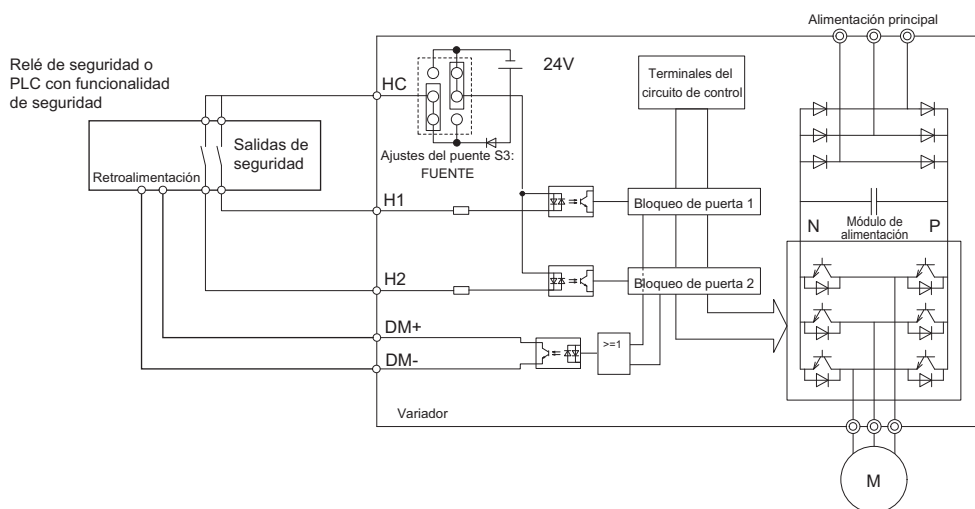 Alimentación principal
Relé de seguridad o
PLC con funcionalidad
de seguridad
HC
24V
Terminales del
circuito de control
Salidas de
seguridad
Retroalimentación
Ajustes del puente S3:
FUENTE
H1
Bloqueo de puerta 1
N
Módulo de
alimentación
P
H2
Bloqueo de puerta 2
DM+
>=1
DM-
Variador
M